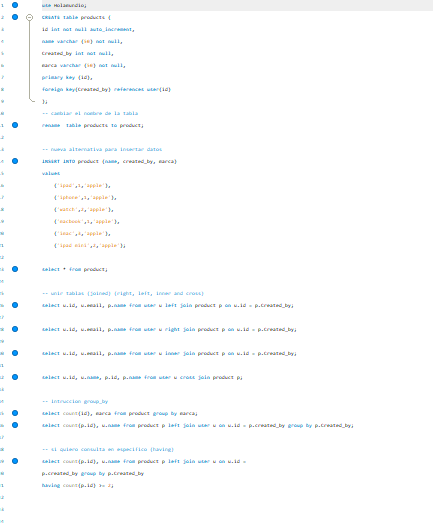 use Holamundo;
CREATE table products (
id int not null auto_increment,
name varchar (50) not null,
Created_by int not null,
marca varchar (50) not null,
primary key (id),
foreign key(Created_by) references user(id)
);
-- cambiar el nombre de la tabla
rename table products to product;
-- nueva alternativa para insertar datos
INSERT INTO product (name, created_by, marca)
values
('ipad',1,'apple'),
('iphone',1,'apple'),
('watch',2,'apple'),
('macbook',1,'apple'),
('imac',3,'apple'),
('ipad mini',2,'apple');
select * from product;
-- unir tablas (joined) (right, left, inner and cross)
select u.id, u.email, p.name from user u left join product p on u.id = p.Created_by;
select u.id, u.email, p.name from user u right join product p on u.id = p.Created_by;
select u.id, u.email, p.name from user u inner join product p on u.id = p.Created_by;
select u.id, u.name, p.id, p.name from user u cross join product p;
-- intruccion group_by
select count(id), marca from product group by marca;
select count(p.id), u.name from product p left join user u on u.id = p.created_by group by p.Created_by;
-- si quiero consulta en especifico (having)
select count(p.id), u.name from product p left join user u on u.id =
p.created_by group by p.Created_by
having count(p.id) >= 2;